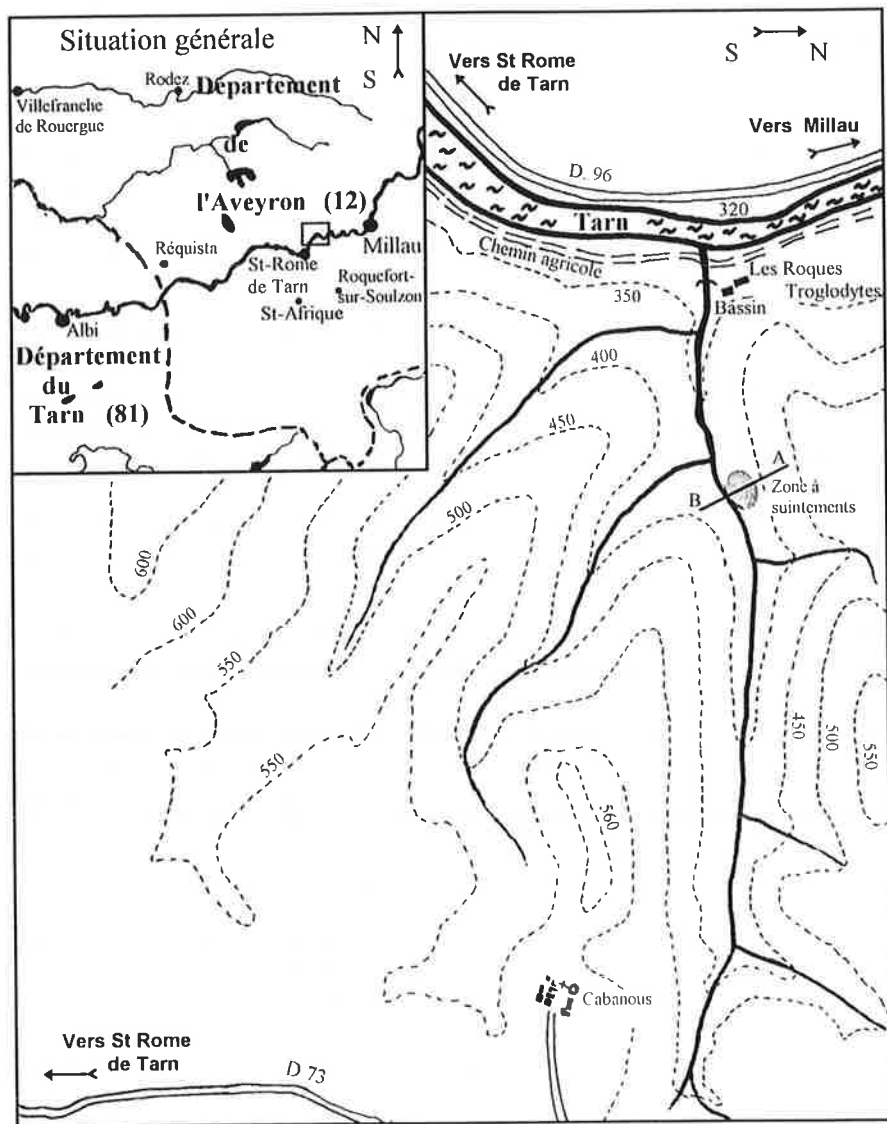 Situation générale
N
S
Rodez
Département
Villefranche
de Rouergue
de
l'Aveyron (12)
Réquista
St-Rome
de Tarn
Millau
Roquefort-
sur-Soulzon
St-Afrique
Albi
Département
du
Tarn (81)
S N
Vers St Rome
de Tarn
Vers Millau
D. 96
320
Tarn
Chemin agricole
Les Roques
Troglodytes
Bassin
350
400
450
500
A
B
Zone à
suintements
600
600
550
550
450
500
550
560
Cabanous
Vers St Rome
de Tarn
D 73